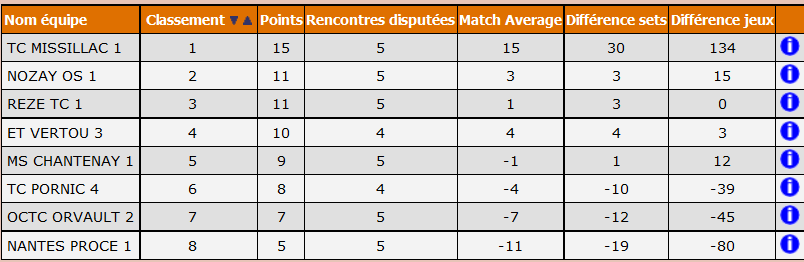 Nom équipe Classement Points Rencontres disputées Match Average Différence sets Différence jeux
TC MISSILLAC 1 1 15 5 15 30 134
NOZAY OS 1 2 11 5 3 3 15
REZE TC 1 3 11 5 1 3 0
ET VERTOU 3 4 10 4 4 4 3
MS CHANTENAY 1 5 9 5 -1 1 12
TC PORNIC 4 6 8 4 -4 -10 -39
OCTC ORVAULT 2 7 7 5 -7 -12 -45
NANTES PROCE 1 8 5 5 -11 -19 -80